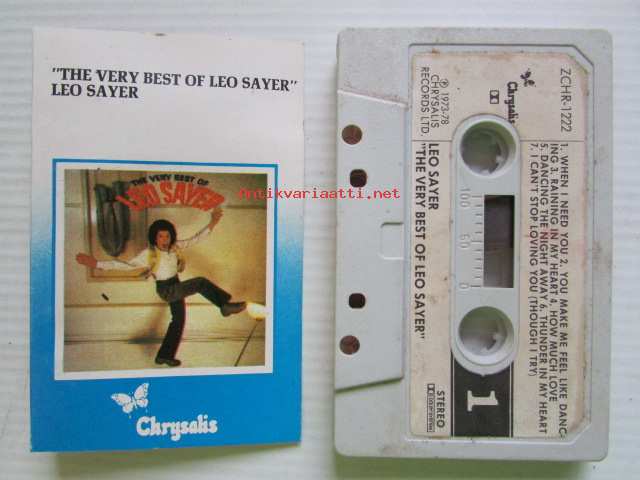 "THE VERY BEST OF LEO SAYER"
LEO SAYER
THE VERY BEST OF
LEO SAYER
Chrysalis
Antikvariaatti.net
Chrysalis
ZCHR-1222
℗ 1973-78
CHRYSALIS
RECORDS LTD.
LEO SAYER
"THE VERY BEST OF LEO SAYER"
100 50 0
1. WHEN I NEED YOU 2. YOU MAKE ME FEEL LIKE DANC-
ING 3. RAINING IN MY HEART 4. HOW MUCH LOVE
5. DANCING THE NIGHT AWAY 6. THUNDER IN MY HEART
7. I CAN'T STOP LOVING YOU (THOUGH I TRY)
STEREO
1